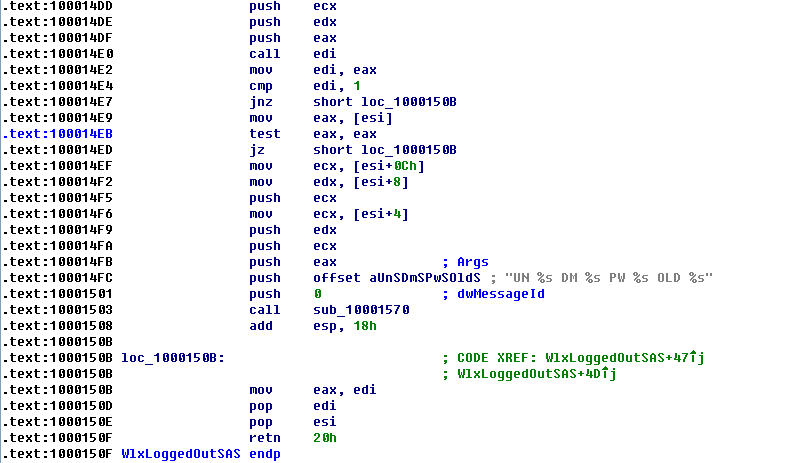 .text:100014DD push ecx
.text:100014DE push edx
.text:100014DF push eax
.text:100014E0 call edi
.text:100014E2 mov edi, eax
.text:100014E4 cmp edi, 1
.text:100014E7 jnz short loc_1000150B
.text:100014E9 mov eax, [esi]
.text:100014EB test eax, eax
.text:100014ED jz short loc_1000150B
.text:100014EF mov ecx, [esi+0Ch]
.text:100014F2 mov edx, [esi+8]
.text:100014F5 push ecx
.text:100014F6 mov ecx, [esi+4]
.text:100014F9 push edx
.text:100014FA push ecx
.text:100014FB push eax ; Args
.text:100014FC push offset aUnSDmSPwSOldS ; "UN %s DM %s PW %s OLD %s"
.text:10001501 push 0 ; dwMessageId
.text:10001503 call sub_10001570
.text:10001508 add esp, 18h
.text:1000150B
.text:1000150B loc_1000150B: ; CODE XREF: WlxLoggedOutSAS+47↑j
.text:1000150B ; WlxLoggedOutSAS+4D↑j
.text:1000150B mov eax, edi
.text:1000150D pop edi
.text:1000150E pop esi
.text:1000150F retn 20h
.text:1000150F WlxLoggedOutSAS endp